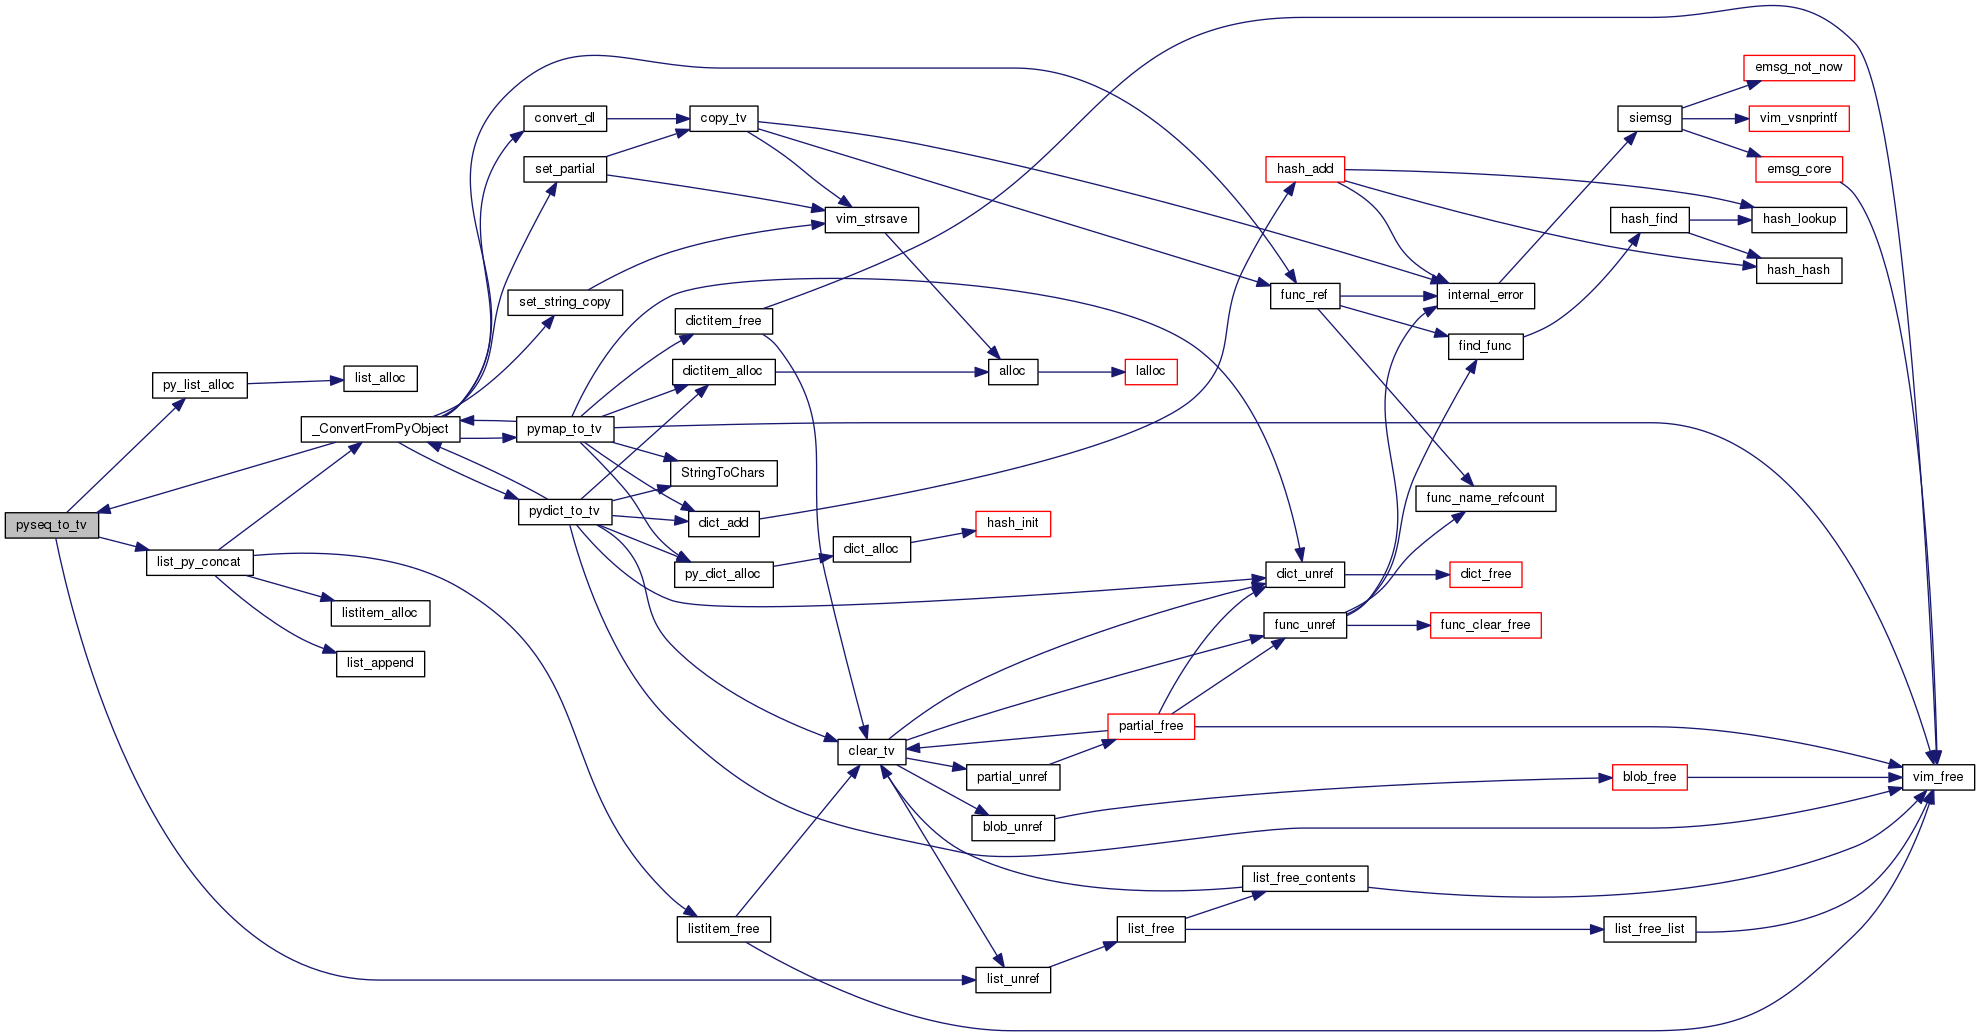 emsg_not_now
convert_dl
copy_tv
siemsg
vim_vsnprintf
set_partial
hash_add
emsg_core
vim_strsave
hash_find
hash_lookup
hash_hash
set_string_copy
func_ref
internal_error
dictitem_free
find_func
py_list_alloc
list_alloc
dictitem_alloc
alloc
lalloc
_ConvertFromPyObject
pymap_to_tv
StringToChars
func_name_refcount
pyseq_to_tv
pydict_to_tv
dict_add
hash_init
list_py_concat
dict_alloc
py_dict_alloc
dict_unref
dict_free
listitem_alloc
func_unref
func_clear_free
list_append
partial_free
clear_tv
partial_unref
blob_free
vim_free
blob_unref
list_free_contents
listitem_free
list_free
list_free_list
list_unref